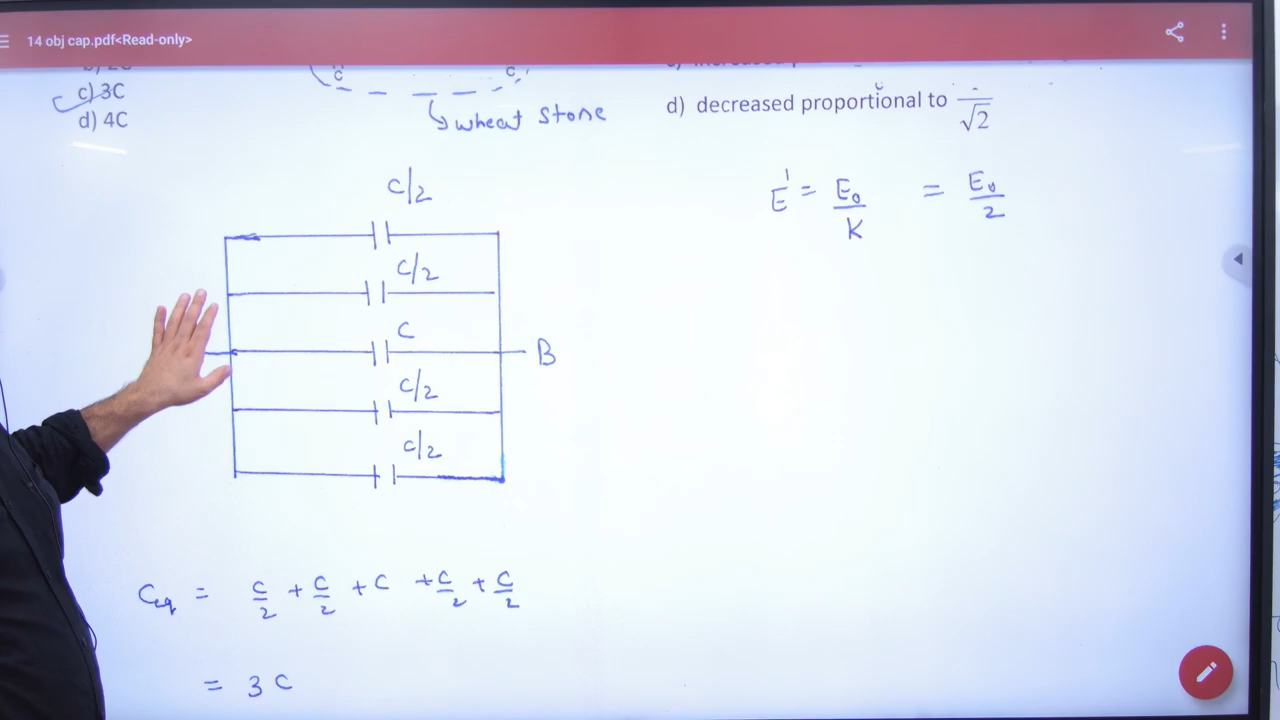 14 obj cap.pdf<Read-only>
c) 3C
d) 4C
C C
wheat stone
d) decreased proportional to
√2
C/2
C/2
C
B
C/2
C/2
Ceq = C/2 + C/2 + C + C/2 + C/2
= 3C
E' = E₀/K = E₀/2